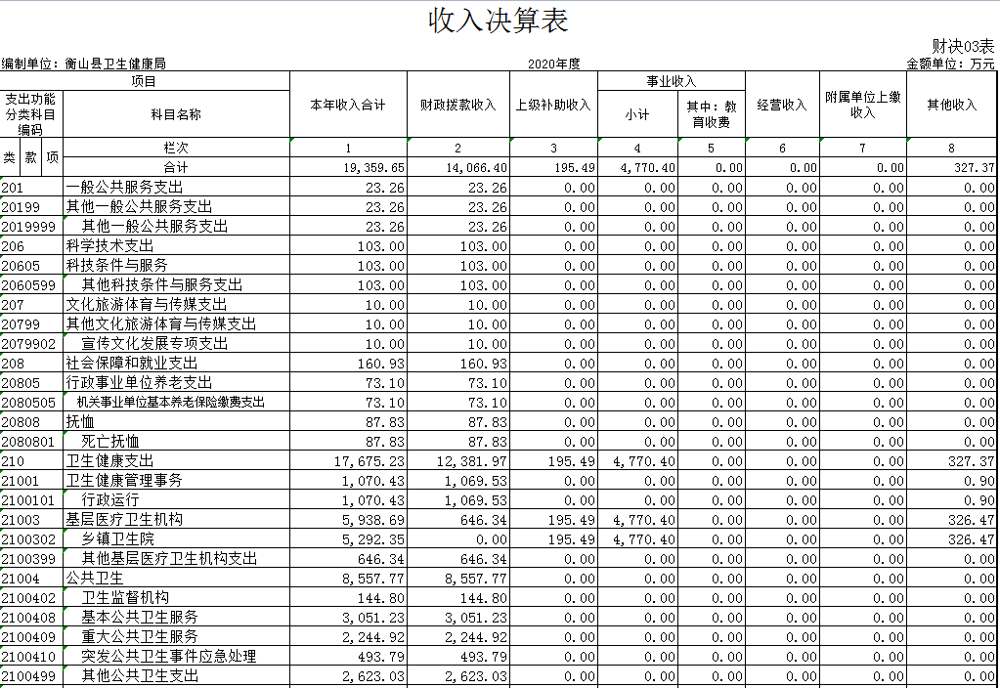 收入决算表
财决03表
编制单位：衡山县卫生健康局 2020年度 金额单位：万元
项目 本年收入合计 财政拨款收入 上级补助收入 事业收入 经营收入 附属单位上缴收入 其他收入
支出功能分类科目编码 科目名称 小计 其中：教育收费
类 款 项 栏次 1 2 3 4 5 6 7 8
合计 19,359.65 14,066.40 195.49 4,770.40 0.00 0.00 0.00 327.37
201 一般公共服务支出 23.26 23.26 0.00 0.00 0.00 0.00 0.00 0.00
20199 其他一般公共服务支出 23.26 23.26 0.00 0.00 0.00 0.00 0.00 0.00
2019999 其他一般公共服务支出 23.26 23.26 0.00 0.00 0.00 0.00 0.00 0.00
206 科学技术支出 103.00 103.00 0.00 0.00 0.00 0.00 0.00 0.00
20605 科技条件与服务 103.00 103.00 0.00 0.00 0.00 0.00 0.00 0.00
2060599 其他科技条件与服务支出 103.00 103.00 0.00 0.00 0.00 0.00 0.00 0.00
207 文化旅游体育与传媒支出 10.00 10.00 0.00 0.00 0.00 0.00 0.00 0.00
20799 其他文化旅游体育与传媒支出 10.00 10.00 0.00 0.00 0.00 0.00 0.00 0.00
2079902 宣传文化发展专项支出 10.00 10.00 0.00 0.00 0.00 0.00 0.00 0.00
208 社会保障和就业支出 160.93 160.93 0.00 0.00 0.00 0.00 0.00 0.00
20805 行政事业单位养老支出 73.10 73.10 0.00 0.00 0.00 0.00 0.00 0.00
2080505 机关事业单位基本养老保险缴费支出 73.10 73.10 0.00 0.00 0.00 0.00 0.00 0.00
20808 抚恤 87.83 87.83 0.00 0.00 0.00 0.00 0.00 0.00
2080801 死亡抚恤 87.83 87.83 0.00 0.00 0.00 0.00 0.00 0.00
210 卫生健康支出 17,675.23 12,381.97 195.49 4,770.40 0.00 0.00 0.00 327.37
21001 卫生健康管理事务 1,070.43 1,069.53 0.00 0.00 0.00 0.00 0.00 0.90
2100101 行政运行 1,070.43 1,069.53 0.00 0.00 0.00 0.00 0.00 0.90
21003 基层医疗卫生机构 5,938.69 646.34 195.49 4,770.40 0.00 0.00 0.00 326.47
2100302 乡镇卫生院 5,292.35 0.00 195.49 4,770.40 0.00 0.00 0.00 326.47
2100399 其他基层医疗卫生机构支出 646.34 646.34 0.00 0.00 0.00 0.00 0.00 0.00
21004 公共卫生 8,557.77 8,557.77 0.00 0.00 0.00 0.00 0.00 0.00
2100402 卫生监督机构 144.80 144.80 0.00 0.00 0.00 0.00 0.00 0.00
2100408 基本公共卫生服务 3,051.23 3,051.23 0.00 0.00 0.00 0.00 0.00 0.00
2100409 重大公共卫生服务 2,244.92 2,244.92 0.00 0.00 0.00 0.00 0.00 0.00
2100410 突发公共卫生事件应急处理 493.79 493.79 0.00 0.00 0.00 0.00 0.00 0.00
2100499 其他公共卫生支出 2,623.03 2,623.03 0.00 0.00 0.00 0.00 0.00 0.00